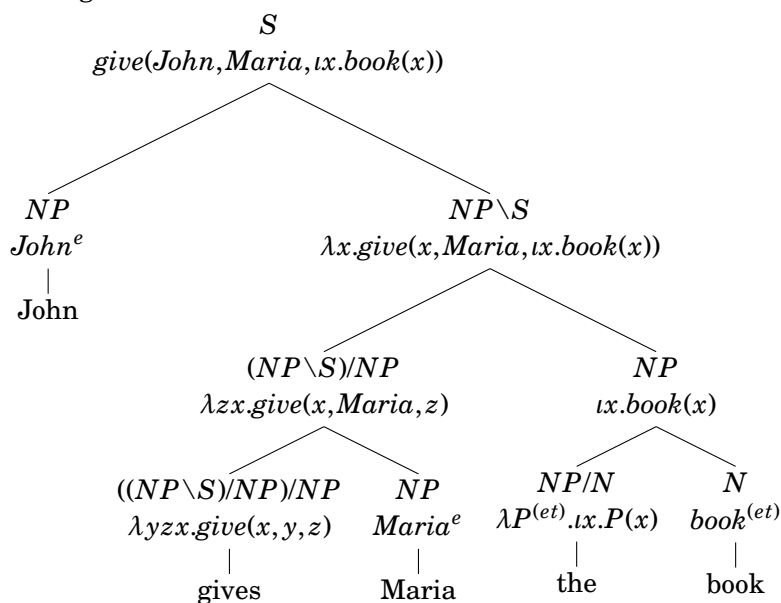 S
give(John,Maria,ιx.book(x))
NP NP\S
John^e λx.give(x,Maria,ιx.book(x))
John
(NP\S)/NP NP
λzx.give(x,Maria,z) ιx.book(x)
((NP\S)/NP)/NP NP NP/N N
λyzx.give(x,y,z) Maria^e λP^(et).ιx.P(x) book^(et)
gives Maria the book